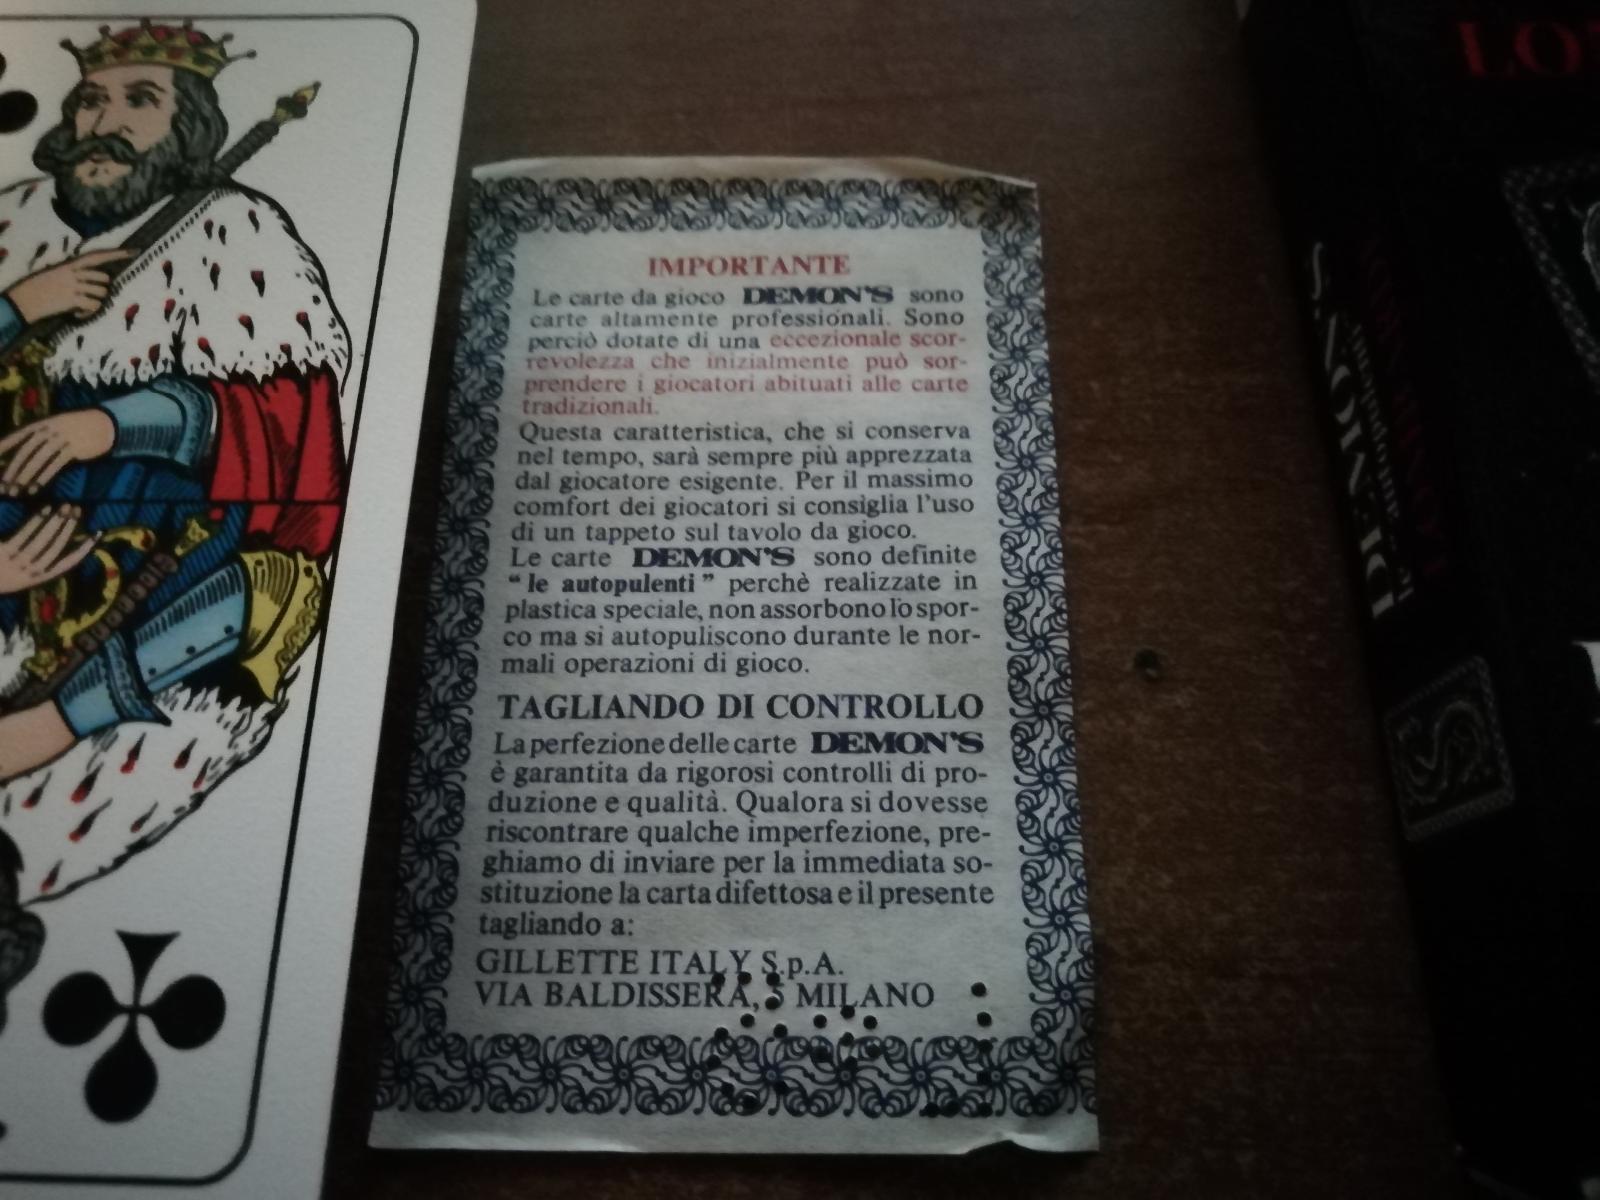 IMPORTANTE
Le carte da gioco DEMON'S sono
carte altamente professionali. Sono
perciò dotate di una eccezionale scor-
revolezza che inizialmente può sor-
prendere i giocatori abituati alle carte
tradizionali.
Questa caratteristica, che si conserva
nel tempo, sarà sempre più apprezzata
dal giocatore esigente. Per il massimo
comfort dei giocatori si consiglia l'uso
di un tappeto sul tavolo da gioco.
Le carte DEMON'S sono definite
“le autopulenti” perchè realizzate in
plastica speciale, non assorbono lo spor-
co ma si autopuliscono durante le nor-
mali operazioni di gioco.
TAGLIANDO DI CONTROLLO
La perfezione delle carte DEMON'S
è garantita da rigorosi controlli di pro-
duzione e qualità. Qualora si dovesse
riscontrare qualche imperfezione, pre-
ghiamo di inviare per la immediata so-
stituzione la carta difettosa e il presente
tagliando a:
GILLETTE ITALY S.p.A.
VIA BALDISSERA, 5 MILANO
DEMON'S
le autopulenti